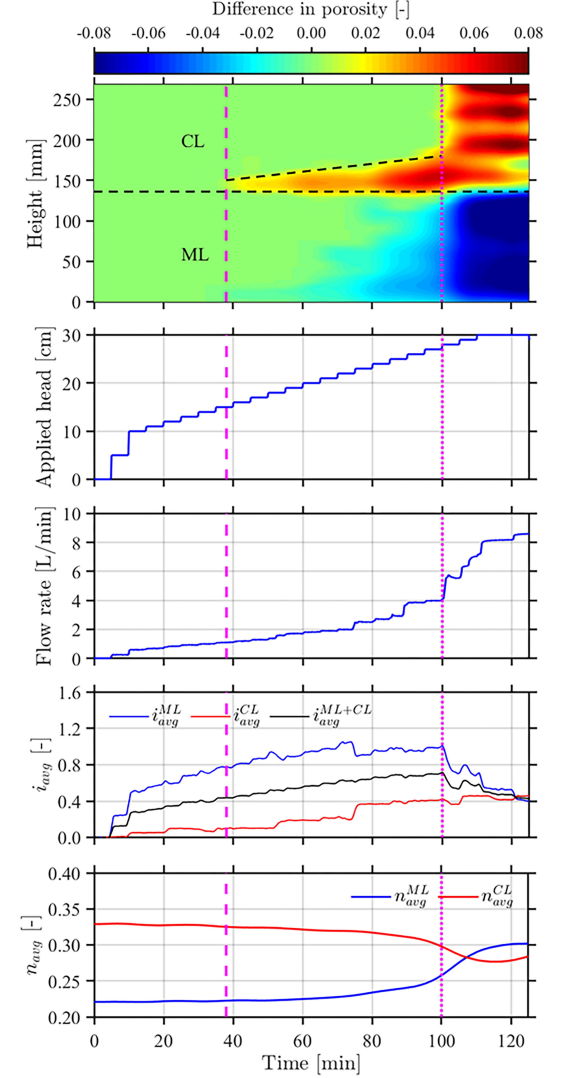 Difference in porosity [-]
-0.08 -0.06 -0.04 -0.02 0.00 0.02 0.04 0.06 0.08
Height [mm]
250
200
150
100
50
0
CL
ML
Applied head [cm]
30
20
10
0
Flow rate [L/min]
10
8
6
4
2
0
i_avg [-]
1.6
1.2
0.8
0.4
0.0
i_avg^ML i_avg^CL i_avg^ML+CL
n_avg [-]
0.40
0.35
0.30
0.25
0.20
n_avg^ML n_avg^CL
0 20 40 60 80 100 120
Time [min]